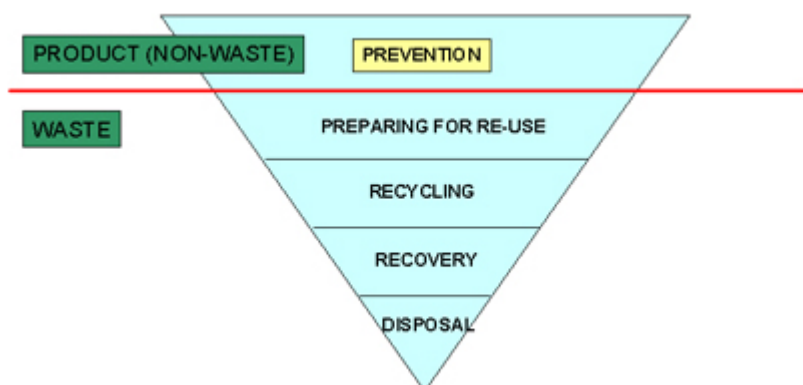 PRODUCT (NON-WASTE)
PREVENTION
WASTE
PREPARING FOR RE-USE
RECYCLING
RECOVERY
DISPOSAL